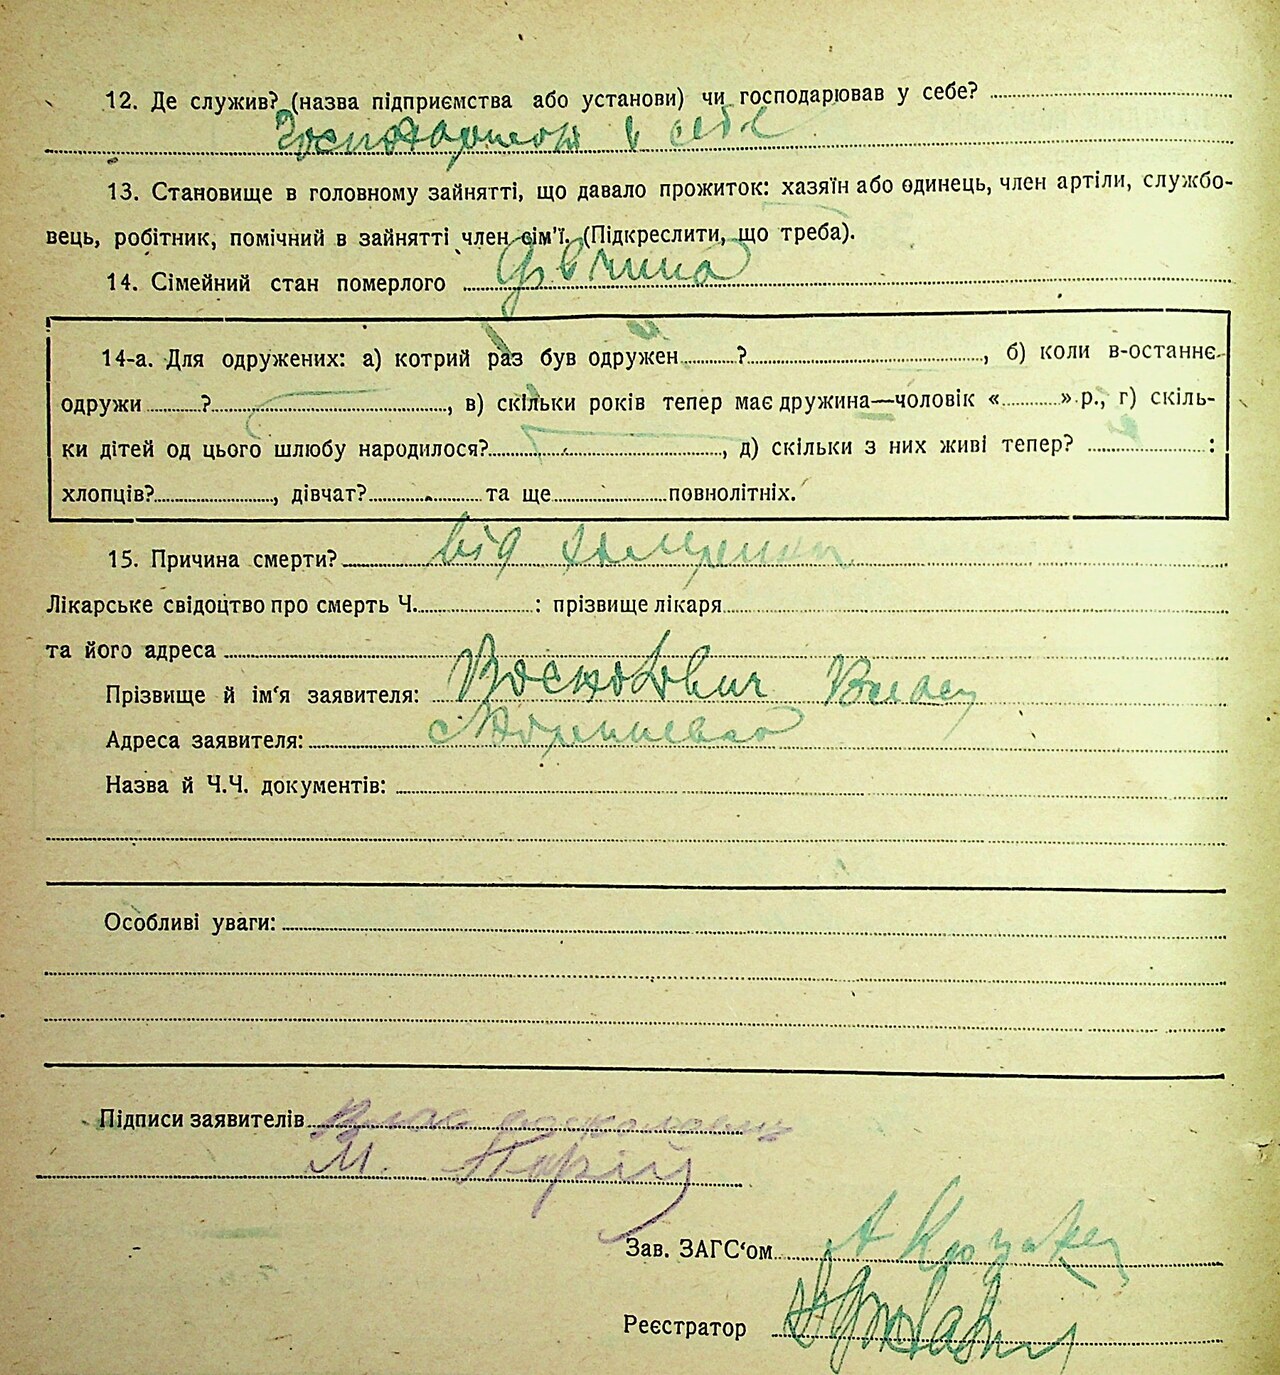 12. Де служив? (назва підприємства або установи) чи господарював у себе?
в себе
13. Становище в головному зайнятті, що давало прожиток: хазяїн або одинець, член артіли, службо-
вець, робітник, помічний в зайнятті член сім'ї. (Підкреслити, що треба).
14. Сімейний стан померлого дівчина
14-а. Для одружених: а) котрий раз був одружен ? , б) коли в-останнє
одружи ? , в) скільки років тепер має дружина—чоловік « » р., г) скіль-
ки дітей од цього шлюбу народилося? , д) скільки з них живі тепер? :
хлопців? , дівчат? та ще повнолітніх.
15. Причина смерти? від
Лікарське свідоцтво про смерть Ч. : прізвище лікаря
та його адреса
Прізвище й ім'я заявителя:
Адреса заявителя:
Назва й Ч.Ч. документів:
Особливі уваги:
Підписи заявителів Влас
М.
Зав. ЗАГС'ом А
Реєстратор